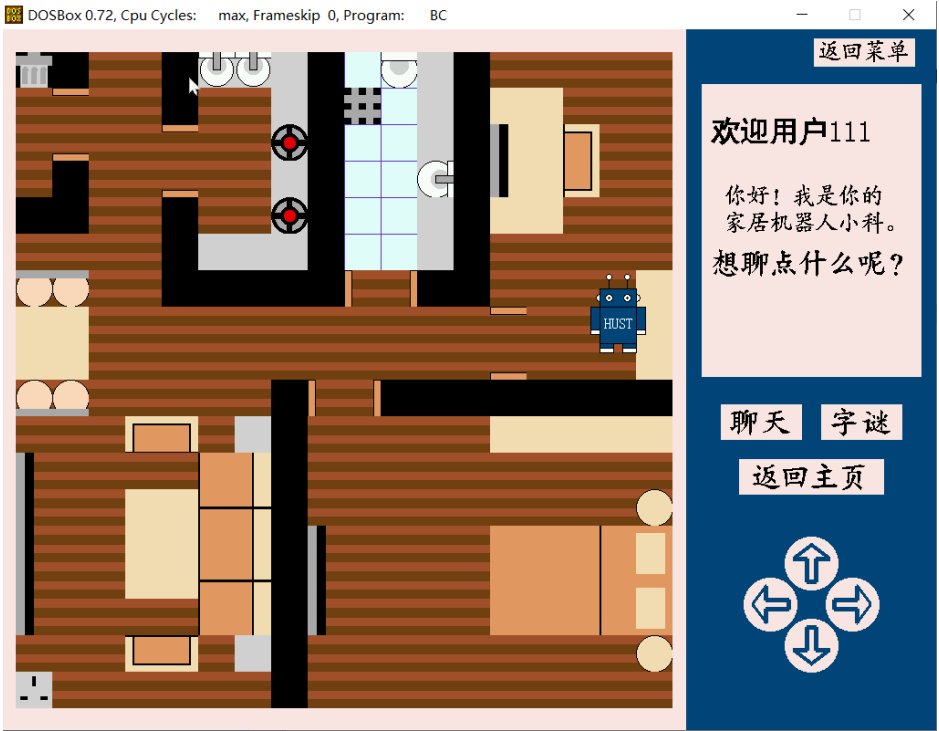 DOSBox 0.72, Cpu Cycles: max, Frameskip 0, Program: BC
返回菜单
欢迎用户111
你好！我是你的
家居机器人小科。
想聊点什么呢？
HUST
聊天 字谜
返回主页